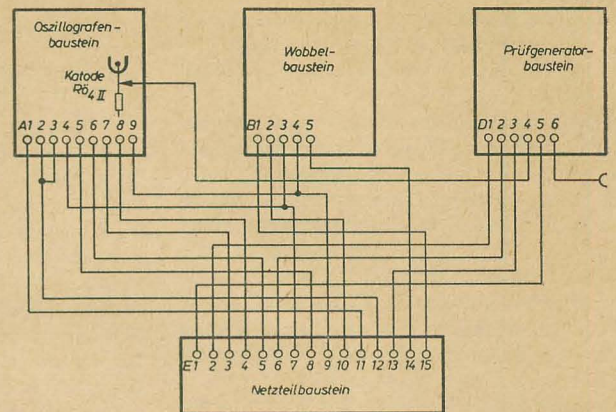 Oszillografen-
baustein
Katode
Rö4 II
A1 2 3 4 5 6 7 8 9
Wobbel-
baustein
B1 2 3 4 5
Prüfgenerator-
baustein
D1 2 3 4 5 6
E1 2 3 4 5 6 7 8 9 10 11 12 13 14 15
Netzteilbaustein